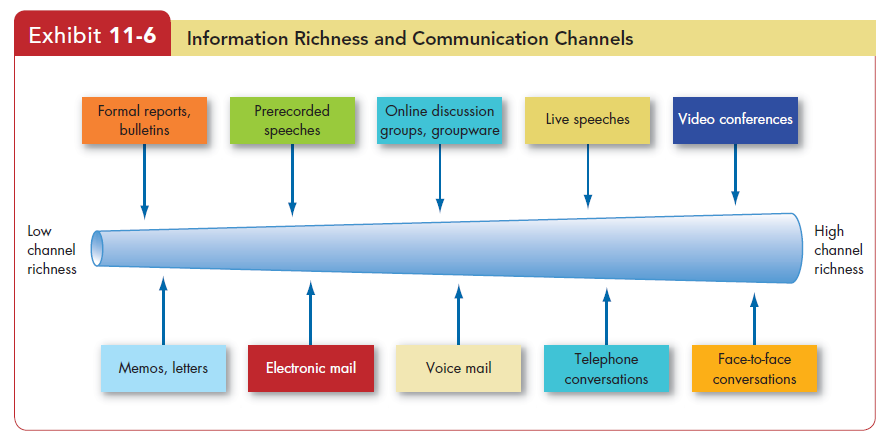 Exhibit 11-6
Information Richness and Communication Channels
Formal reports,
bulletins
Prerecorded
speeches
Online discussion
groups, groupware
Live speeches
Video conferences
Low
channel
richness
High
channel
richness
Memos, letters
Electronic mail
Voice mail
Telephone
conversations
Face-to-face
conversations